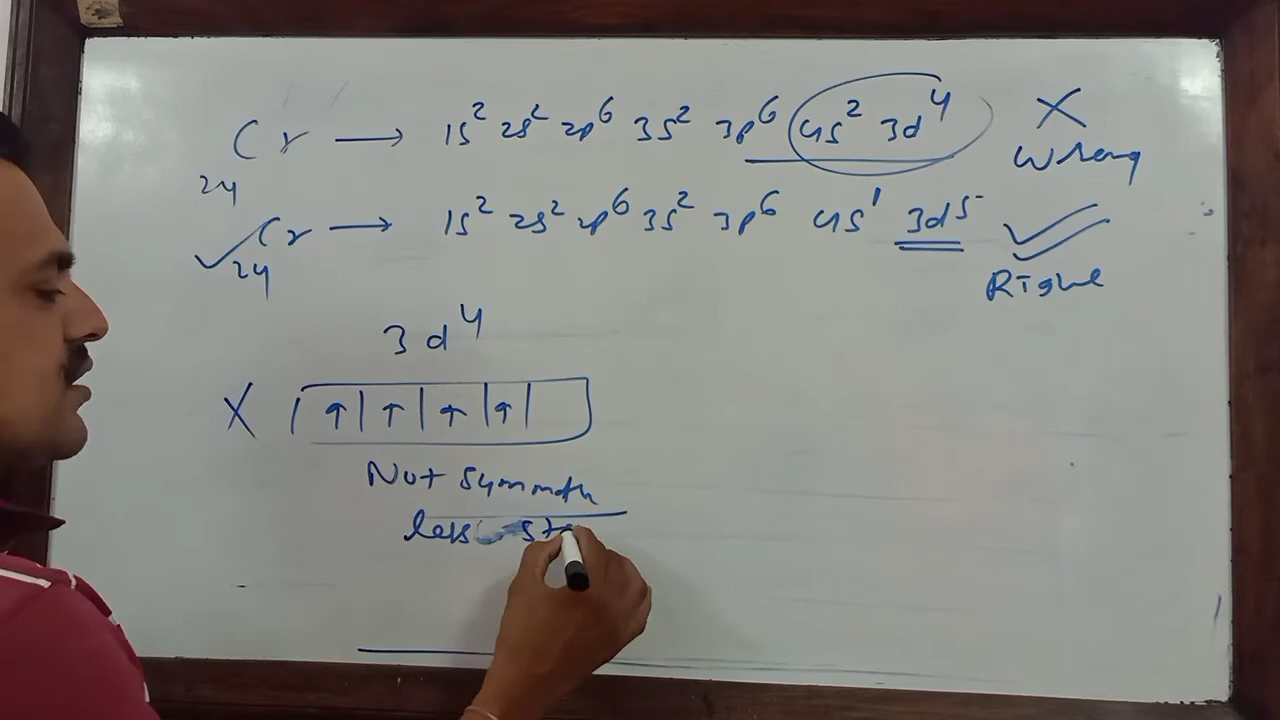 Cr → 1s² 2s² 2p⁶ 3s² 3p⁶ 4s² 3d⁴ X
24 Wrong
✓ Cr → 1s² 2s² 2p⁶ 3s² 3p⁶ 4s¹ 3d⁵ ✓✓
24 Right
3d⁴
X ↑ ↑ ↑ ↑
Not
less st